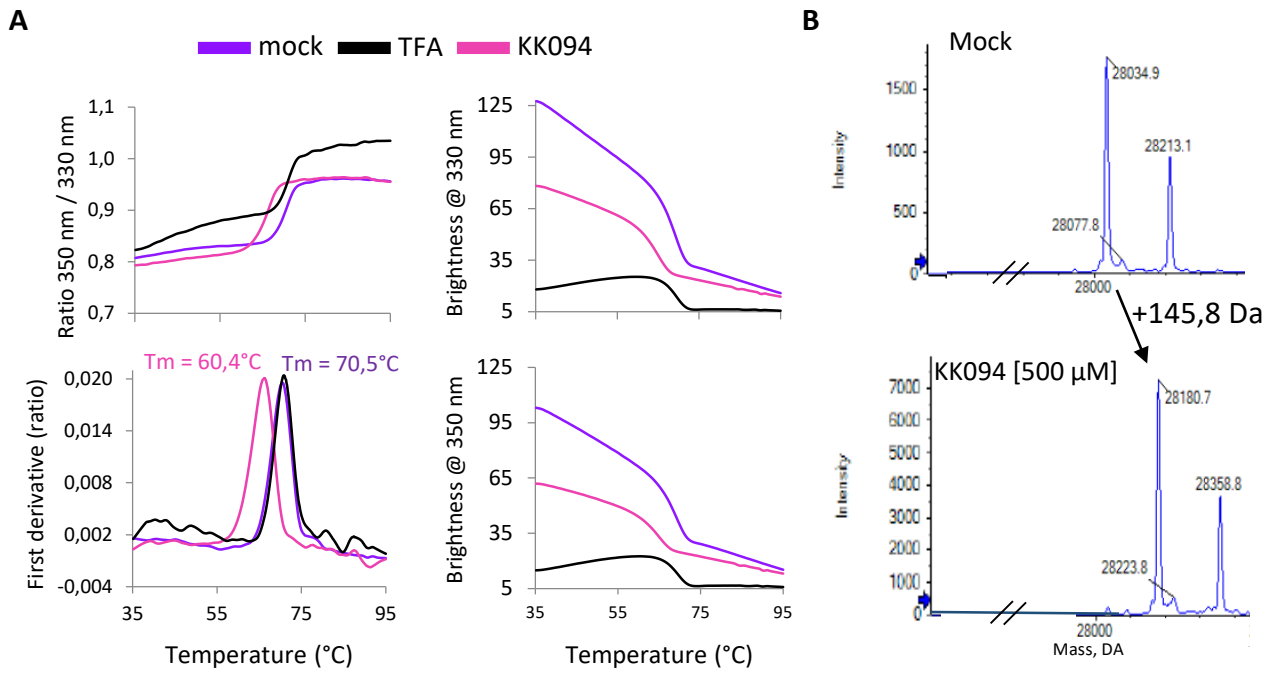 A
mock TFA KK094
Ratio 350 nm / 330 nm
1,1
1,0
0,9
0,8
0,7
Brightness @ 330 nm
125
95
65
35
5
35 55 75 95
Tm = 60,4°C Tm = 70,5°C
First derivative (ratio)
0,020
0,014
0,008
0,002
-0,004
35 55 75 95
Temperature (°C)
Brightness @ 350 nm
125
95
65
35
5
35 55 75 95
Temperature (°C)
B
Mock
Intensity
1500
1000
500
0
28034.9
28213.1
28077.8
28000
+145,8 Da
KK094 [500 µM]
Intensity
7000
6000
5000
4000
3000
2000
1000
0
28180.7
28358.8
28223.8
28000
Mass, DA